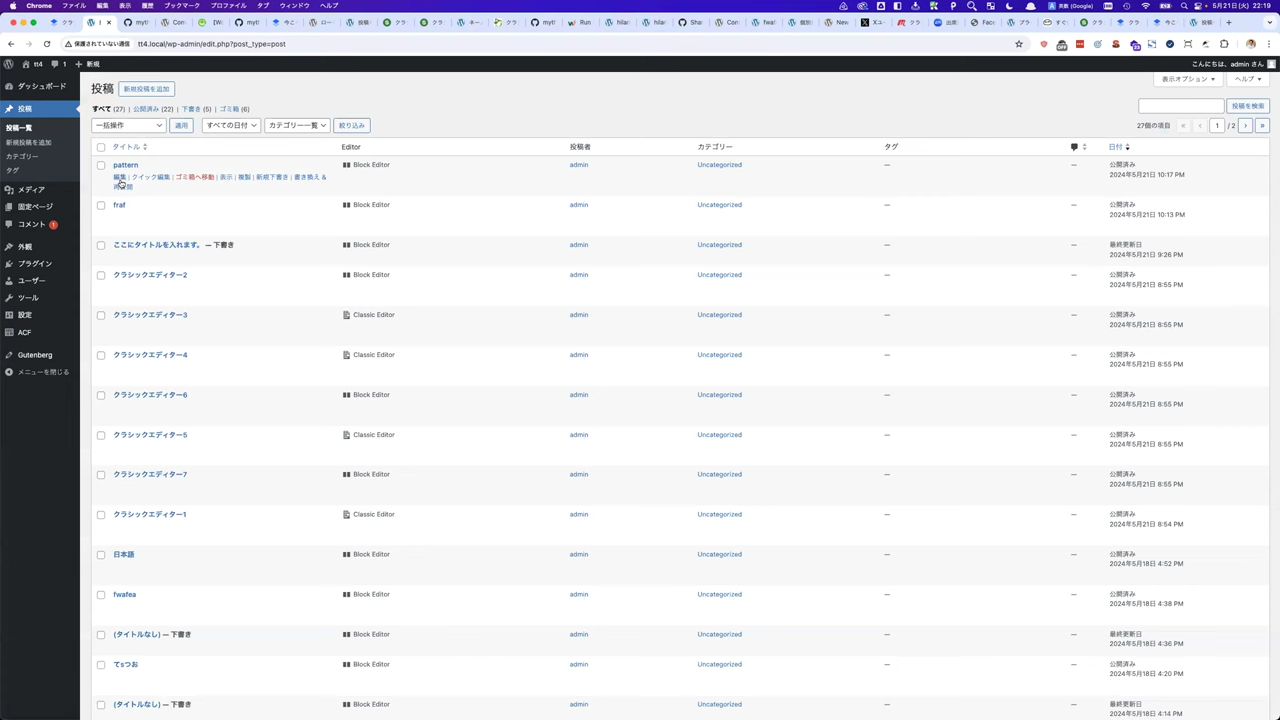 Chrome ファイル 編集 表示 履歴 ブックマーク プロファイル タブ ウィンドウ ヘルプ
英数 (Google)
5月21日(火) 22:19
保護されていない通信 tt4.local/wp-admin/edit.php?post_type=post
tt4 1 新規
こんにちは、admin さん
ダッシュボード
投稿
投稿一覧
新規投稿を追加
カテゴリー
タグ
メディア
固定ページ
コメント 1
外観
プラグイン
ユーザー
ツール
設定
ACF
Gutenberg
メニューを閉じる
投稿 新規投稿を追加
表示オプション ヘルプ
すべて (27) | 公開済み (22) | 下書き (5) | ゴミ箱 (6)
投稿を検索
一括操作 適用 すべての日付 カテゴリー一覧 絞り込み
27個の項目 « ‹ 1 / 2 › »
タイトル Editor 投稿者 カテゴリー タグ 日付
pattern Block Editor admin Uncategorized — — 公開済み
2024年5月21日 10:17 PM
編集 | クイック編集 | ゴミ箱へ移動 | 表示 | 複製 | 新規下書き | 書き換え &
fraf Block Editor admin Uncategorized — — 公開済み
2024年5月21日 10:13 PM
ここにタイトルを入れます。 — 下書き Block Editor admin Uncategorized — — 最終更新日
2024年5月21日 9:26 PM
クラシックエディター2 Block Editor admin Uncategorized — — 公開済み
2024年5月21日 8:55 PM
クラシックエディター3 Classic Editor admin Uncategorized — — 公開済み
2024年5月21日 8:55 PM
クラシックエディター4 Classic Editor admin Uncategorized — — 公開済み
2024年5月21日 8:55 PM
クラシックエディター6 Block Editor admin Uncategorized — — 公開済み
2024年5月21日 8:55 PM
クラシックエディター5 Classic Editor admin Uncategorized — — 公開済み
2024年5月21日 8:55 PM
クラシックエディター7 Block Editor admin Uncategorized — — 公開済み
2024年5月21日 8:55 PM
クラシックエディター1 Classic Editor admin Uncategorized — — 公開済み
2024年5月21日 8:54 PM
日本語 Block Editor admin Uncategorized — — 公開済み
2024年5月18日 4:52 PM
fwafea Block Editor admin Uncategorized — — 公開済み
2024年5月18日 4:38 PM
(タイトルなし) — 下書き Block Editor admin Uncategorized — — 最終更新日
2024年5月18日 4:36 PM
てsつお Block Editor admin Uncategorized — — 公開済み
2024年5月18日 4:20 PM
(タイトルなし) — 下書き Block Editor admin Uncategorized — — 最終更新日
2024年5月18日 4:14 PM